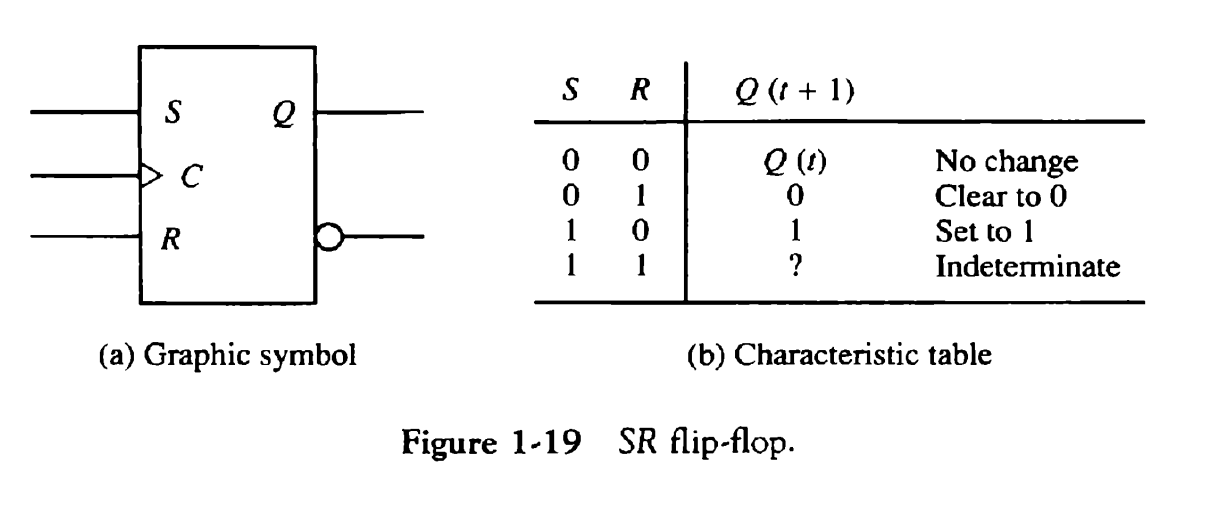 S Q
C
R
(a) Graphic symbol
S R Q (t + 1)
0 0 Q (t) No change
0 1 0 Clear to 0
1 0 1 Set to 1
1 1 ? Indeterminate
(b) Characteristic table
Figure 1-19 SR flip-flop.